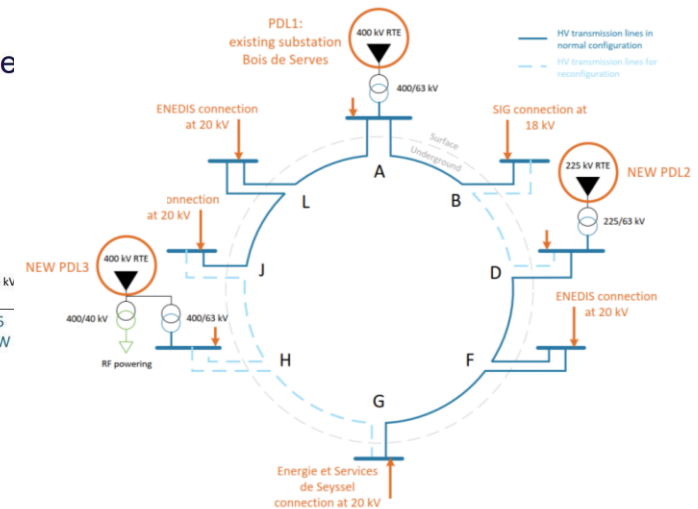 e
PDL1:
existing substation
Bois de Serves
400 kV RTE
400/63 kV
HV transmission lines in
normal configuration
HV transmission lines for
reconfiguration
ENEDIS connection
at 20 kV
SIG connection at
18 kV
Surface
Underground
225 kV RTE
NEW PDL2
225/63 kV
A
B
L
onnection
at 20 kV
J
D
NEW PDL3
400 kV RTE
kV
400/40 kV
400/63 kV
RF powering
5
W
ENEDIS connection
at 20 kV
H
F
G
Energie et Services
de Seyssel
connection at 20 kV